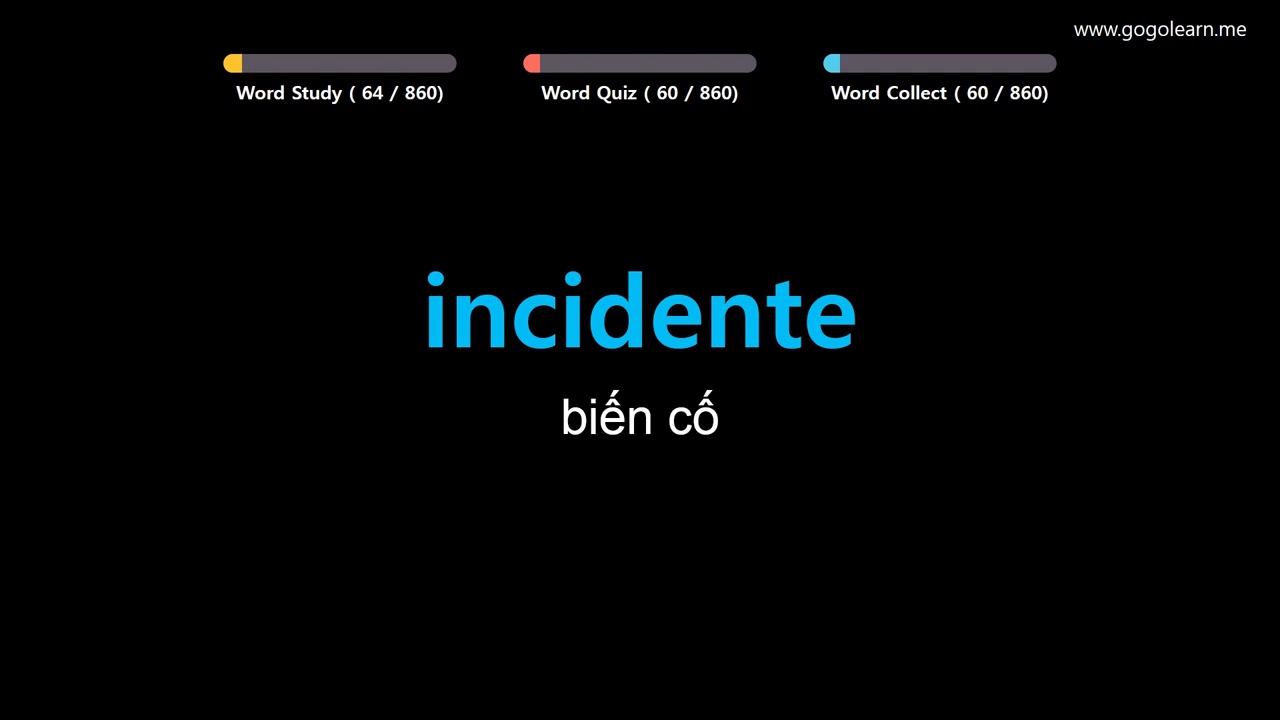 www.gogolearn.me
Word Study ( 64 / 860)
Word Quiz ( 60 / 860)
Word Collect ( 60 / 860)
incidente
biến cố